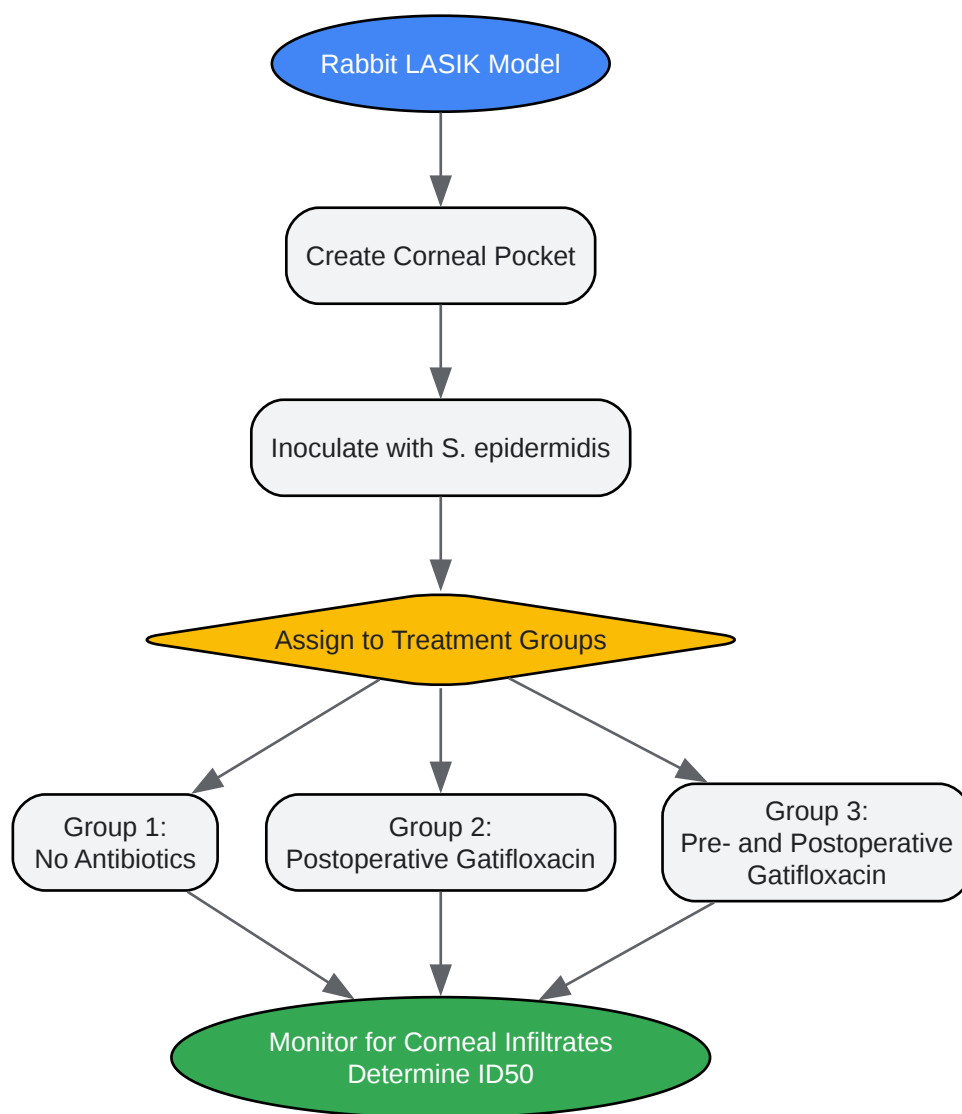 Rabbit LASIK Model
Create Corneal Pocket
Inoculate with S. epidermidis
Assign to Treatment Groups
Group 1:
No Antibiotics
Group 2:
Postoperative Gatifloxacin
Group 3:
Pre- and Postoperative
Gatifloxacin
Monitor for Corneal Infiltrates
Determine ID50